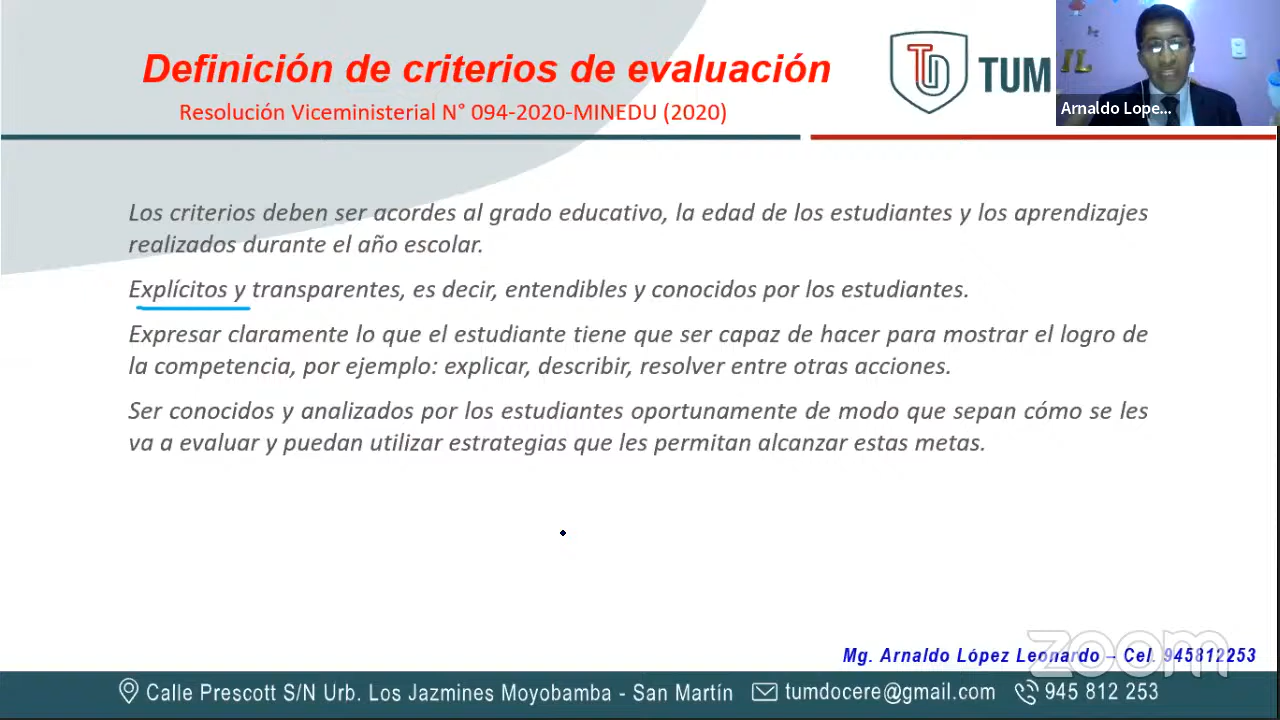 Definición de criterios de evaluación
Resolución Viceministerial N° 094-2020-MINEDU (2020)
TUM
IL
Arnaldo Lope...
Los criterios deben ser acordes al grado educativo, la edad de los estudiantes y los aprendizajes
realizados durante el año escolar.
Explícitos y transparentes, es decir, entendibles y conocidos por los estudiantes.
Expresar claramente lo que el estudiante tiene que ser capaz de hacer para mostrar el logro de
la competencia, por ejemplo: explicar, describir, resolver entre otras acciones.
Ser conocidos y analizados por los estudiantes oportunamente de modo que sepan cómo se les
va a evaluar y puedan utilizar estrategias que les permitan alcanzar estas metas.
Mg. Arnaldo López Leonardo – Cel. 945812253
zoom
Calle Prescott S/N Urb. Los Jazmines Moyobamba - San Martín tumdocere@gmail.com 945 812 253